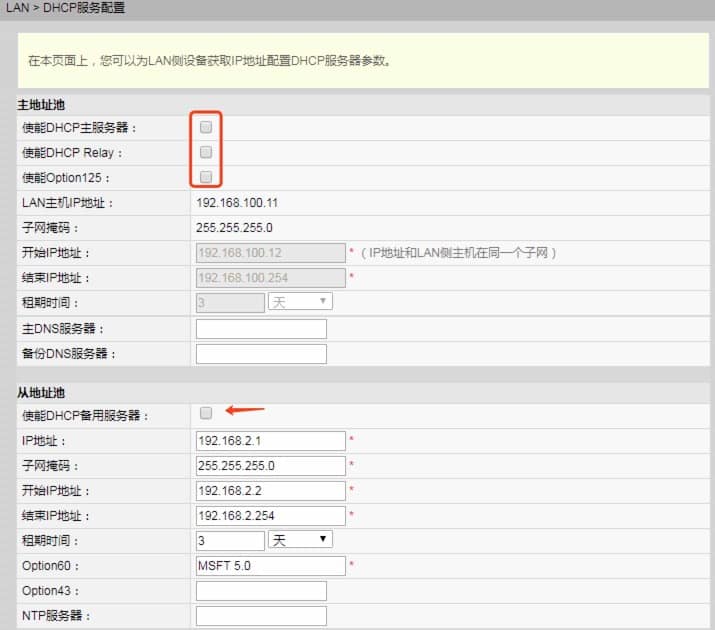 LAN > DHCP服务配置
在本页面上，您可以为LAN侧设备获取IP地址配置DHCP服务器参数。
主地址池
使能DHCP主服务器：
使能DHCP Relay：
使能Option125：
LAN主机IP地址： 192.168.100.11
子网掩码： 255.255.255.0
开始IP地址： 192.168.100.12 *（IP地址和LAN侧主机在同一个子网）
结束IP地址： 192.168.100.254 *
租期时间： 3 天
主DNS服务器：
备份DNS服务器：
从地址池
使能DHCP备用服务器：
IP地址： 192.168.2.1 *
子网掩码： 255.255.255.0 *
开始IP地址： 192.168.2.2 *
结束IP地址： 192.168.2.254 *
租期时间： 3 天
Option60： MSFT 5.0 *
Option43：
NTP服务器：